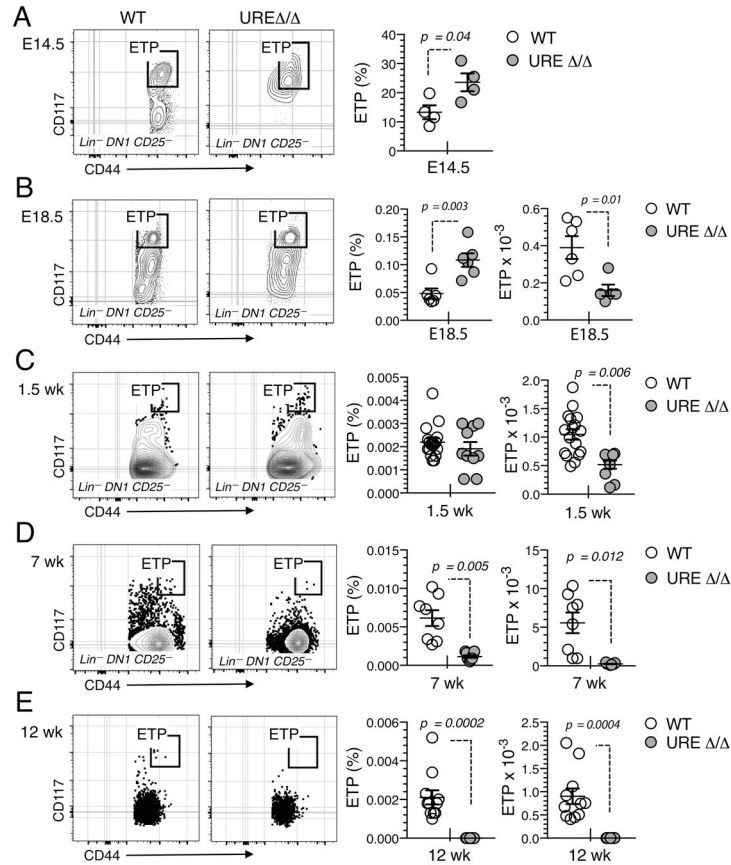 A
WT
UREΔ/Δ
E14.5
ETP
ETP
CD117
Lin⁻ DN1 CD25⁻
Lin⁻ DN1 CD25⁻
CD44
ETP (%)
40
30
20
10
0
p = 0.04
E14.5
WT
URE Δ/Δ
B
E18.5
ETP
ETP
CD117
Lin⁻ DN1 CD25⁻
Lin⁻ DN1 CD25⁻
CD44
ETP (%)
0.20
0.15
0.10
0.05
0.00
p = 0.003
E18.5
ETP x 10⁻³
0.6
0.4
0.2
0.0
p = 0.01
E18.5
WT
URE Δ/Δ
C
1.5 wk
ETP
ETP
CD117
Lin⁻ DN1 CD25⁻
Lin⁻ DN1 CD25⁻
CD44
ETP (%)
0.005
0.004
0.003
0.002
0.001
0.000
1.5 wk
ETP x 10⁻³
2.0
1.5
1.0
0.5
0.0
p = 0.006
1.5 wk
WT
URE Δ/Δ
D
7 wk
ETP
ETP
CD117
Lin⁻ DN1 CD25⁻
Lin⁻ DN1 CD25⁻
CD44
ETP (%)
0.015
0.010
0.005
0.000
p = 0.005
7 wk
ETP x 10⁻³
15
10
5
0
p = 0.012
7 wk
WT
URE Δ/Δ
E
12 wk
ETP
ETP
CD117
CD44
ETP (%)
0.006
0.004
0.002
0.000
p = 0.0002
12 wk
ETP x 10⁻³
2.5
2.0
1.5
1.0
0.5
0.0
p = 0.0004
12 wk
WT
URE Δ/Δ